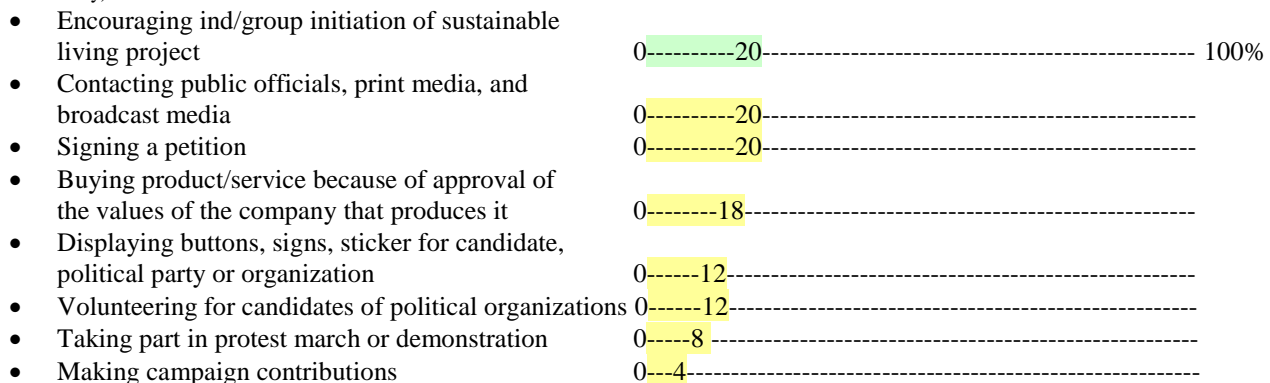 • Encouraging ind/group initiation of sustainable
living project 0----------20-------------------------------------------------- 100%
• Contacting public officials, print media, and
broadcast media 0----------20--------------------------------------------------
• Signing a petition 0----------20--------------------------------------------------
• Buying product/service because of approval of
the values of the company that produces it 0--------18----------------------------------------------------
• Displaying buttons, signs, sticker for candidate,
political party or organization 0------12------------------------------------------------------
• Volunteering for candidates of political organizations 0------12------------------------------------------------------
• Taking part in protest march or demonstration 0-----8 --------------------------------------------------------
• Making campaign contributions 0---4-----------------------------------------------------------